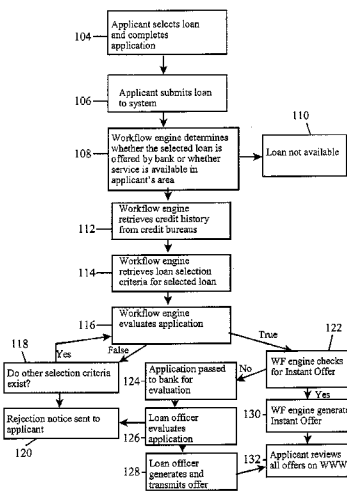 104
Applicant selects loan
and completes
application
106
Applicant submits loan
to system
108
Workflow engine determines
whether the selected loan is
offered by bank or whether
service is available in
applicant's area
110
Loan not available
112
Workflow engine
retrieves credit history
from credit bureaus
114
Workflow engine
retrieves loan selection
criteria for selected loan
116
Workflow engine
evaluates application
True
False
Yes
118
Do other selection criteria
exist?
Rejection notice sent to
applicant
120
122
WF engine checks
for Instant Offer
No
Yes
124
Application passed
to bank for
evaluation
126
Loan officer
evaluates
application
128
Loan officer
generates and
transmits offer
130
WF engine generate
Instant Offer
132
Applicant reviews
all offers on WWW